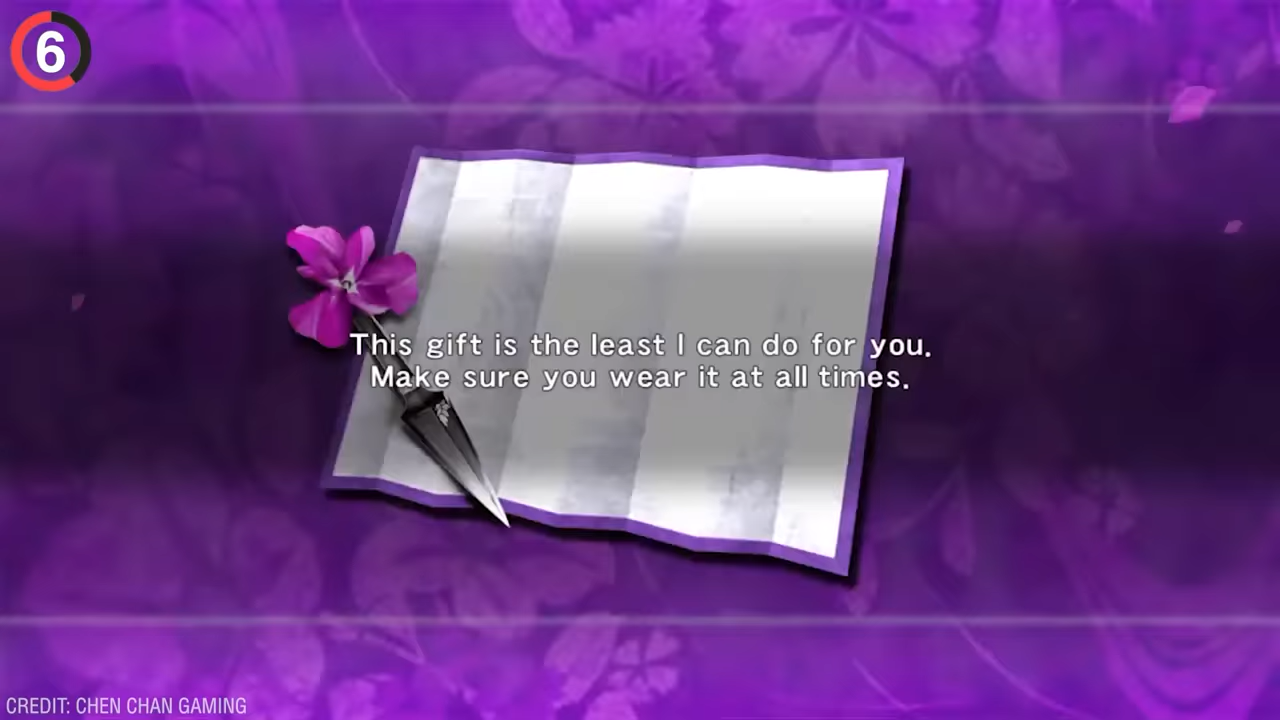 6
This gift is the least I can do for you.
Make sure you wear it at all times.
CREDIT: CHEN CHAN GAMING